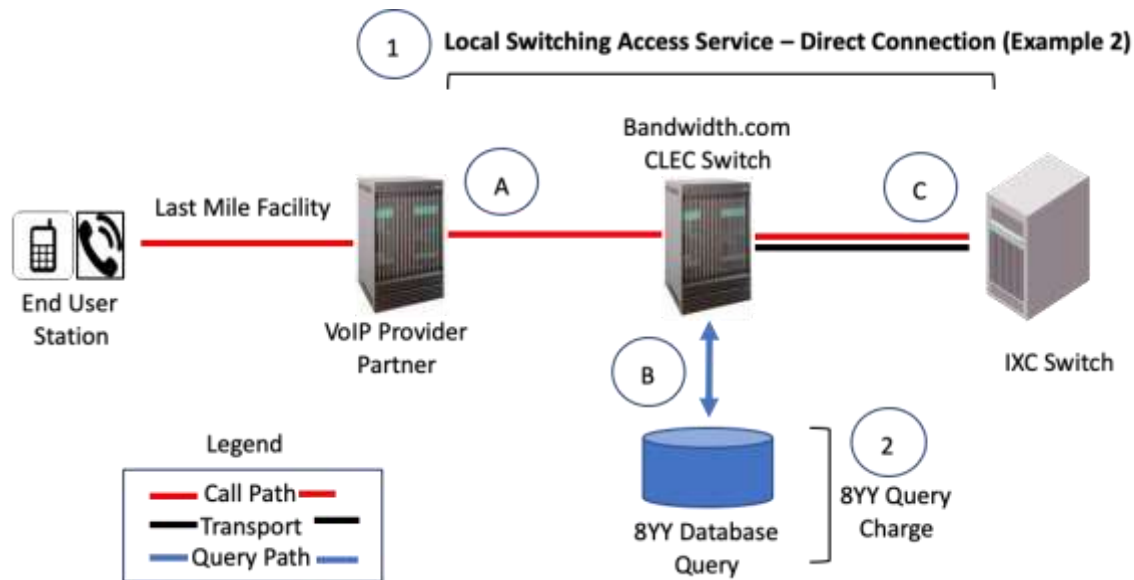 1
Local Switching Access Service – Direct Connection (Example 2)
Bandwidth.com
CLEC Switch
A
C
Last Mile Facility
End User
Station
VoIP Provider
Partner
IXC Switch
B
Legend
Call Path
Transport
Query Path
2
8YY Query
Charge
8YY Database
Query